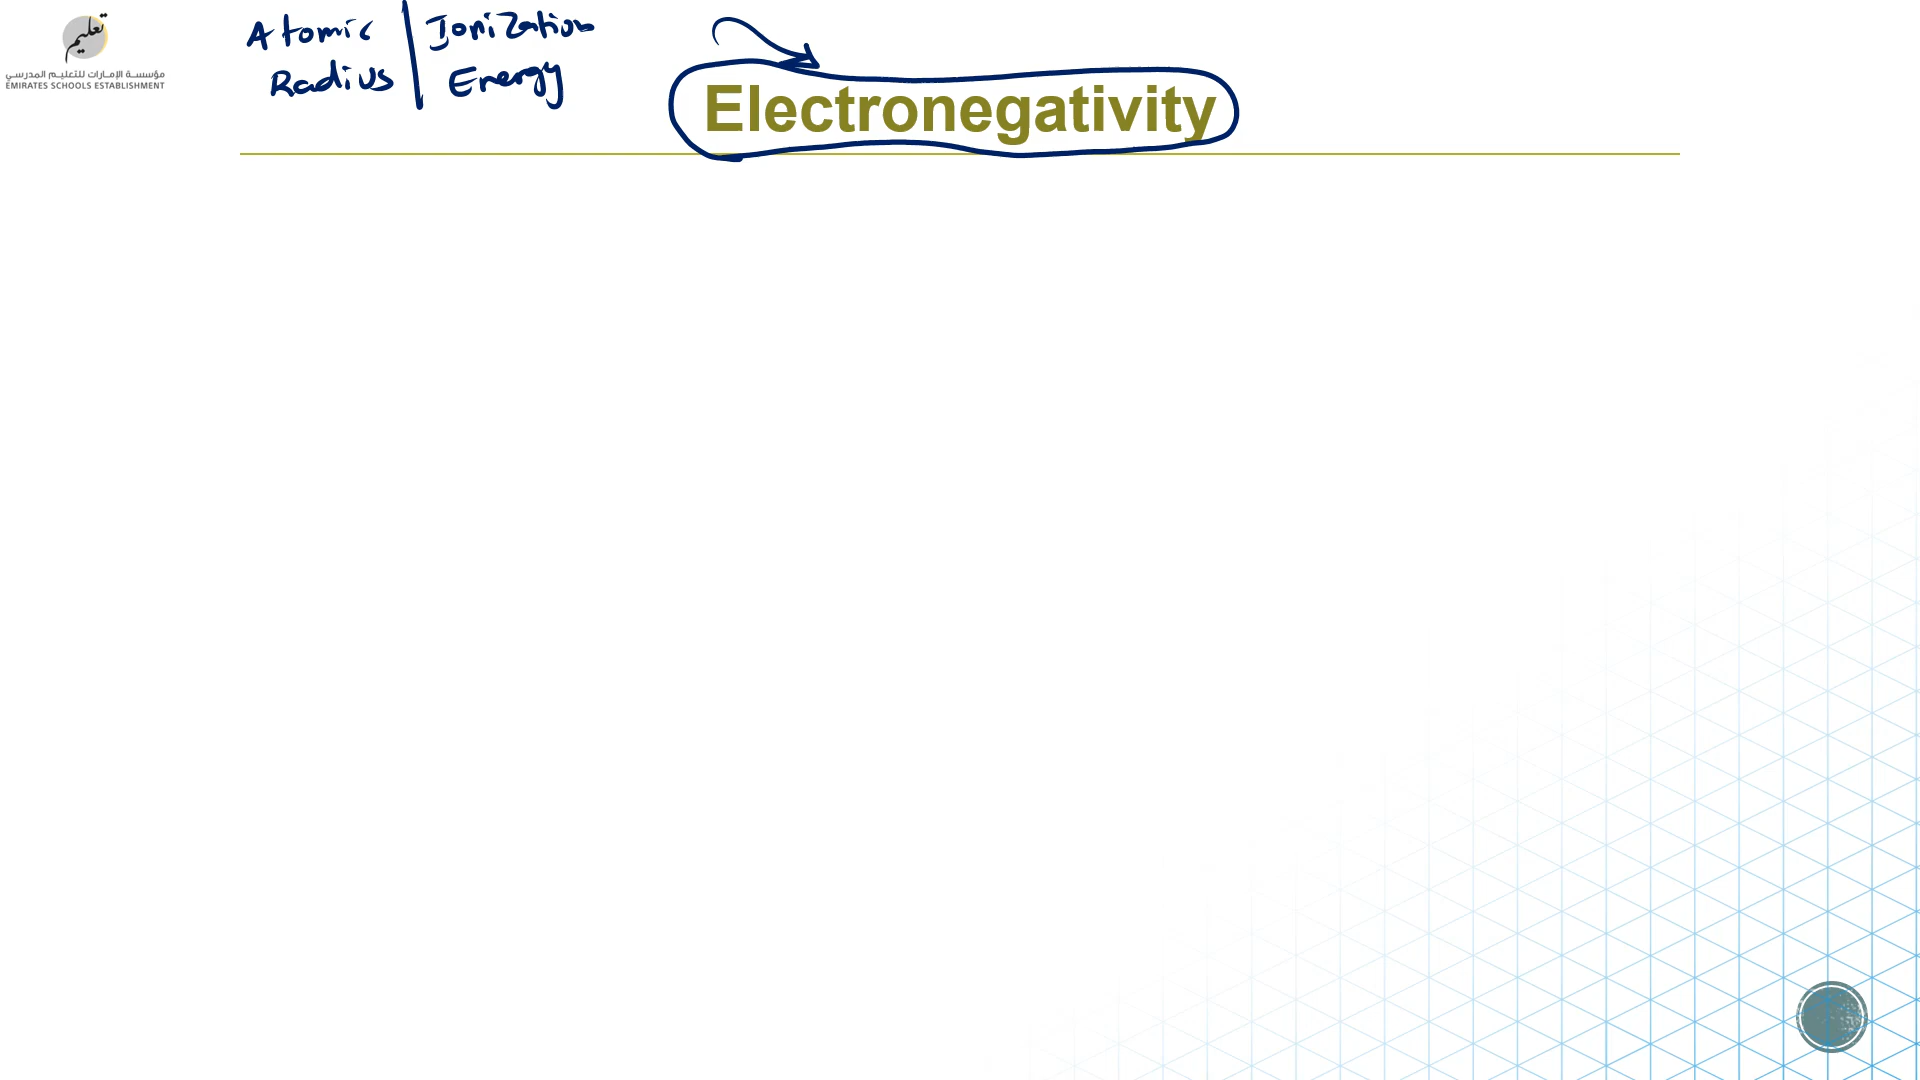 تعليم
مؤسسة الإمارات للتعليم المدرسي
EMIRATES SCHOOLS ESTABLISHMENT
Atomic
Radius
Ionization
Energy
Electronegativity